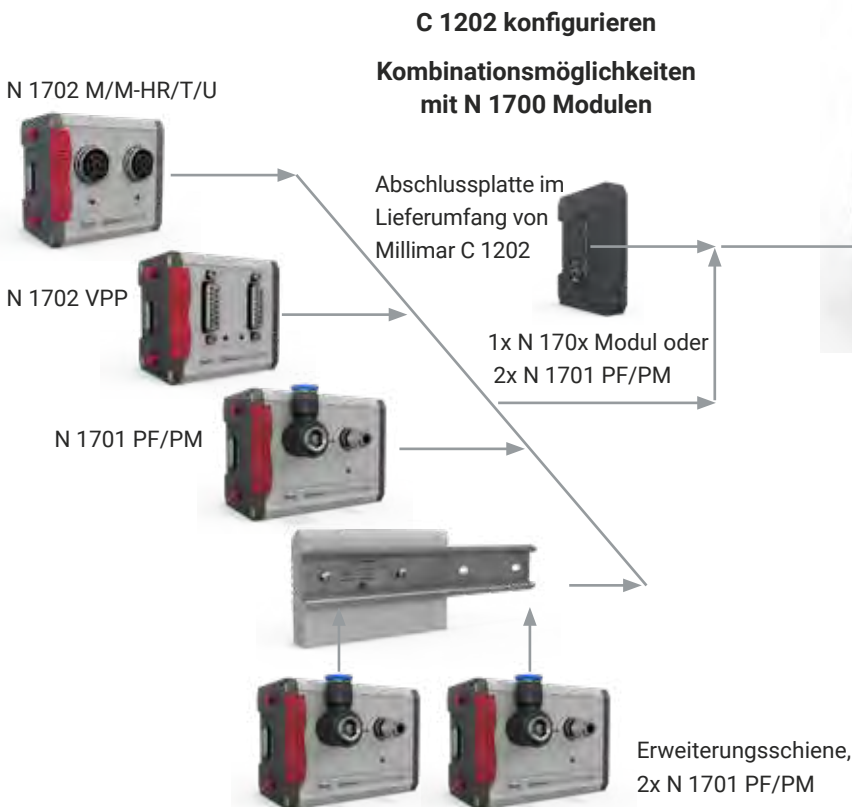 C 1202 konfigurieren
Kombinationsmöglichkeiten
mit N 1700 Modulen
N 1702 M/M-HR/T/U
Abschlussplatte im
Lieferumfang von
Millimar C 1202
N 1702 VPP
1x N 170x Modul oder
2x N 1701 PF/PM
N 1701 PF/PM
Erweiterungsschiene,
2x N 1701 PF/PM